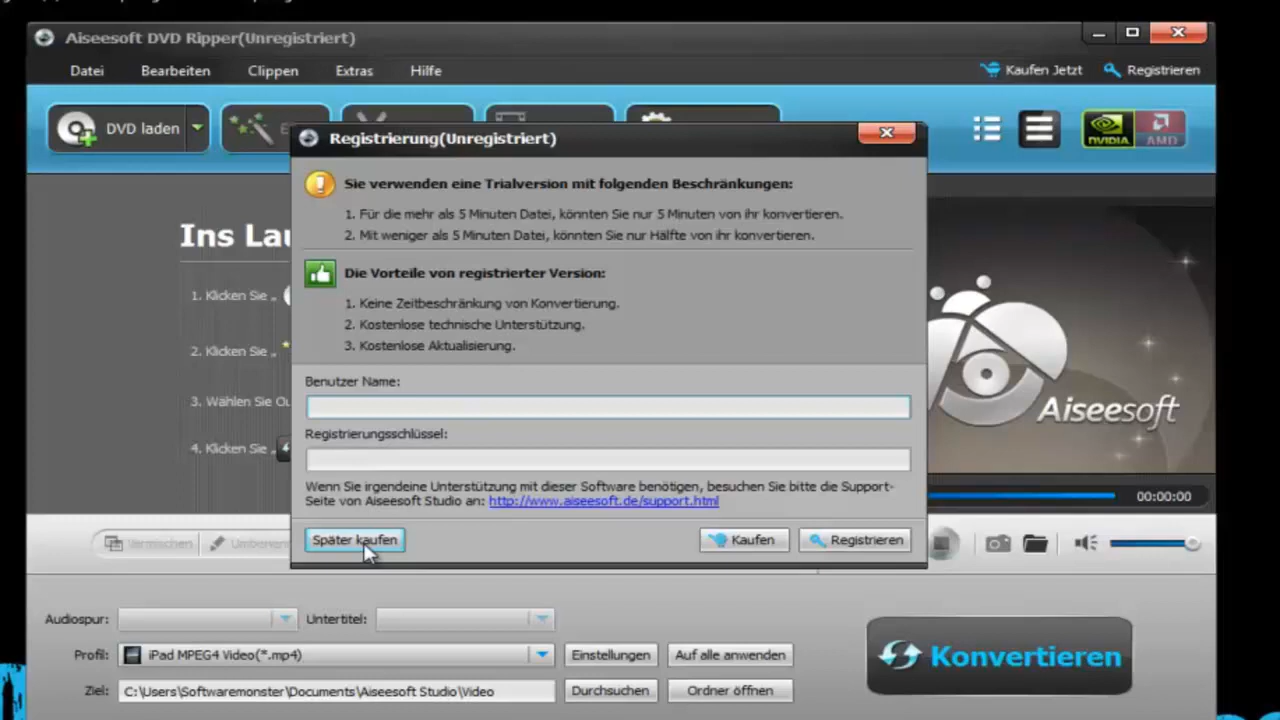 Aiseesoft DVD Ripper(Unregistriert)
Datei Bearbeiten Clippen Extras Hilfe Kaufen Jetzt Registrieren
DVD laden
NVIDIA AMD
Registrierung(Unregistriert)
Sie verwenden eine Trialversion mit folgenden Beschränkungen:
1. Für die mehr als 5 Minuten Datei, könnten Sie nur 5 Minuten von ihr konvertieren.
2. Mit weniger als 5 Minuten Datei, könnten Sie nur Hälfte von ihr konvertieren.
Ins Lau
Die Vorteile von registrierter Version:
1. Klicken Sie „
1. Keine Zeitbeschränkung von Konvertierung.
2. Kostenlose technische Unterstützung.
3. Kostenlose Aktualisierung.
2. Klicken Sie „
Benutzer Name:
3. Wählen Sie Ou
Aiseesoft
Registrierungsschlüssel:
4. Klicken Sie „
Wenn Sie irgendeine Unterstützung mit dieser Software benötigen, besuchen Sie bitte die Support-
Seite von Aiseesoft Studio an: http://www.aiseesoft.de/support.html
00:00:00
Später kaufen Kaufen Registrieren
Vermischen Umbenen
Audiospur: Untertitel:
Profil: iPad MPEG4 Video(*.mp4) Einstellungen Auf alle anwenden
Konvertieren
Ziel: C:\Users\Softwaremonster\Documents\Aiseesoft Studio\Video Durchsuchen Ordner öffnen